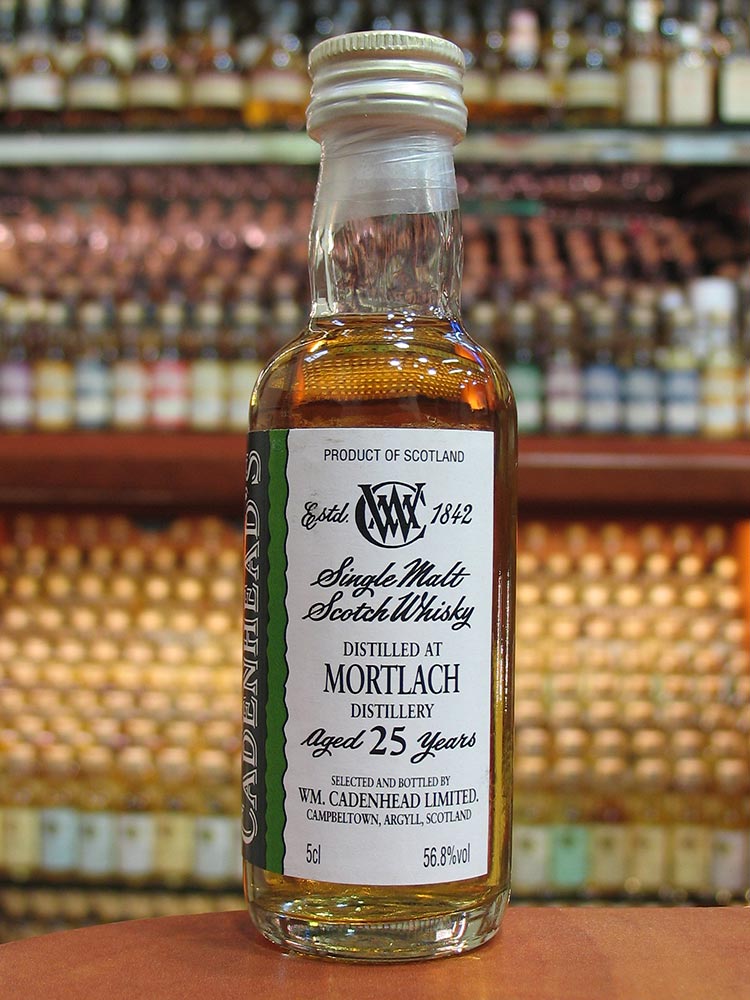 CADENHEAD'S
PRODUCT OF SCOTLAND
Estd. WMC 1842
Single Malt
Scotch Whisky
DISTILLED AT
MORTLACH
DISTILLERY
Aged 25 Years
SELECTED AND BOTTLED BY
WM. CADENHEAD LIMITED.
CAMPBELTOWN, ARGYLL, SCOTLAND
5cl 56.8%vol